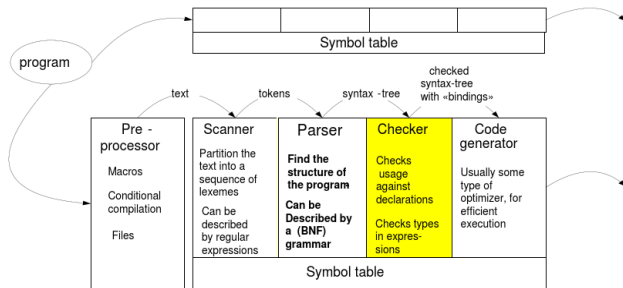 Symbol table
program
text
tokens
syntax -tree
checked
syntax-tree
with «bindings»
Pre -
processor
Macros
Conditional
compilation
Files
Scanner
Partition the
text into a
sequence of
lexemes
Can be
described
by regular
expressions
Parser
Find the
structure of
the program
Can be
Described by
a (BNF)
grammar
Checker
Checks
usage
against
declarations
Checks types
in expres-
sions
Code
generator
Usually some
type of
optimizer, for
efficient
execution
Symbol table